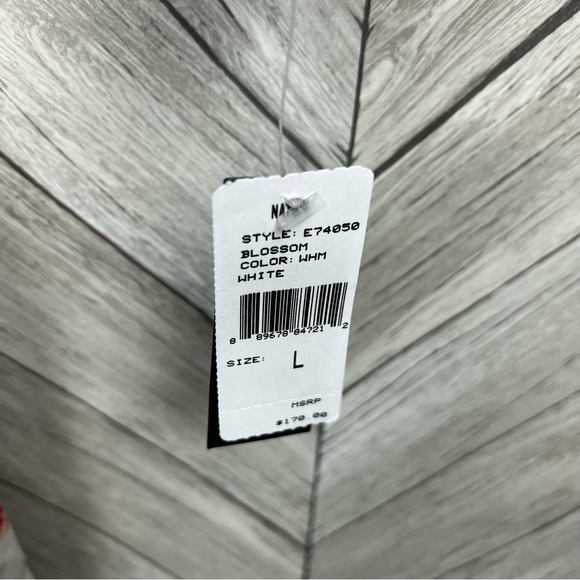 STYLE: E74050
BLOSSOM
COLOR: WHM
WHITE
8 89678 84721 2
SIZE: L
MSRP
$170.00